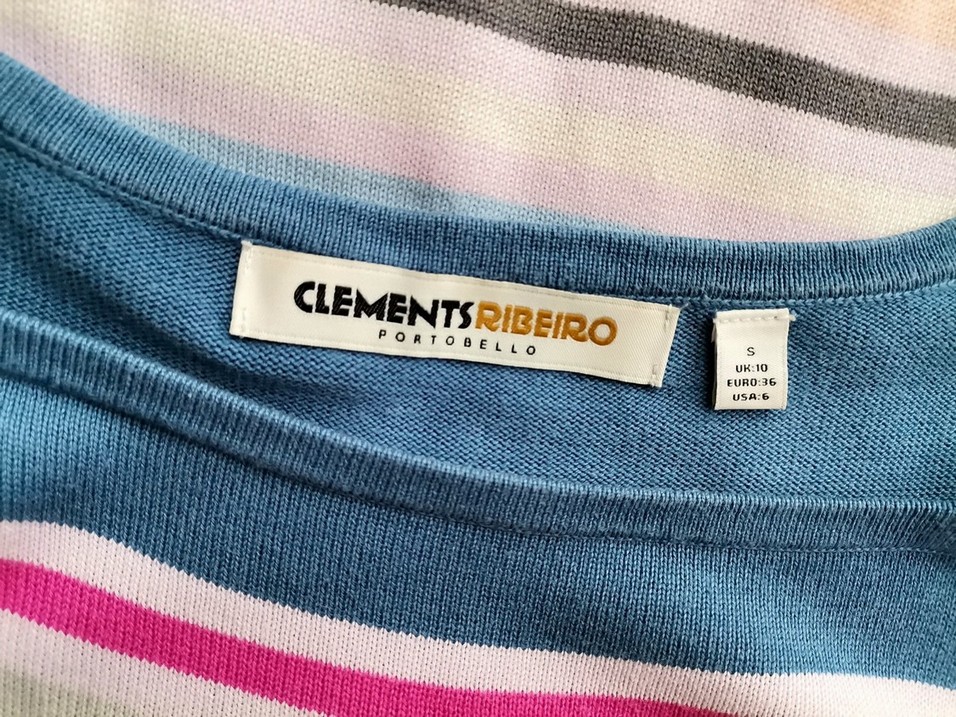 CLEMENTSRIBEIRO
PORTOBELLO
S
UK:10
EURO:36
USA:6